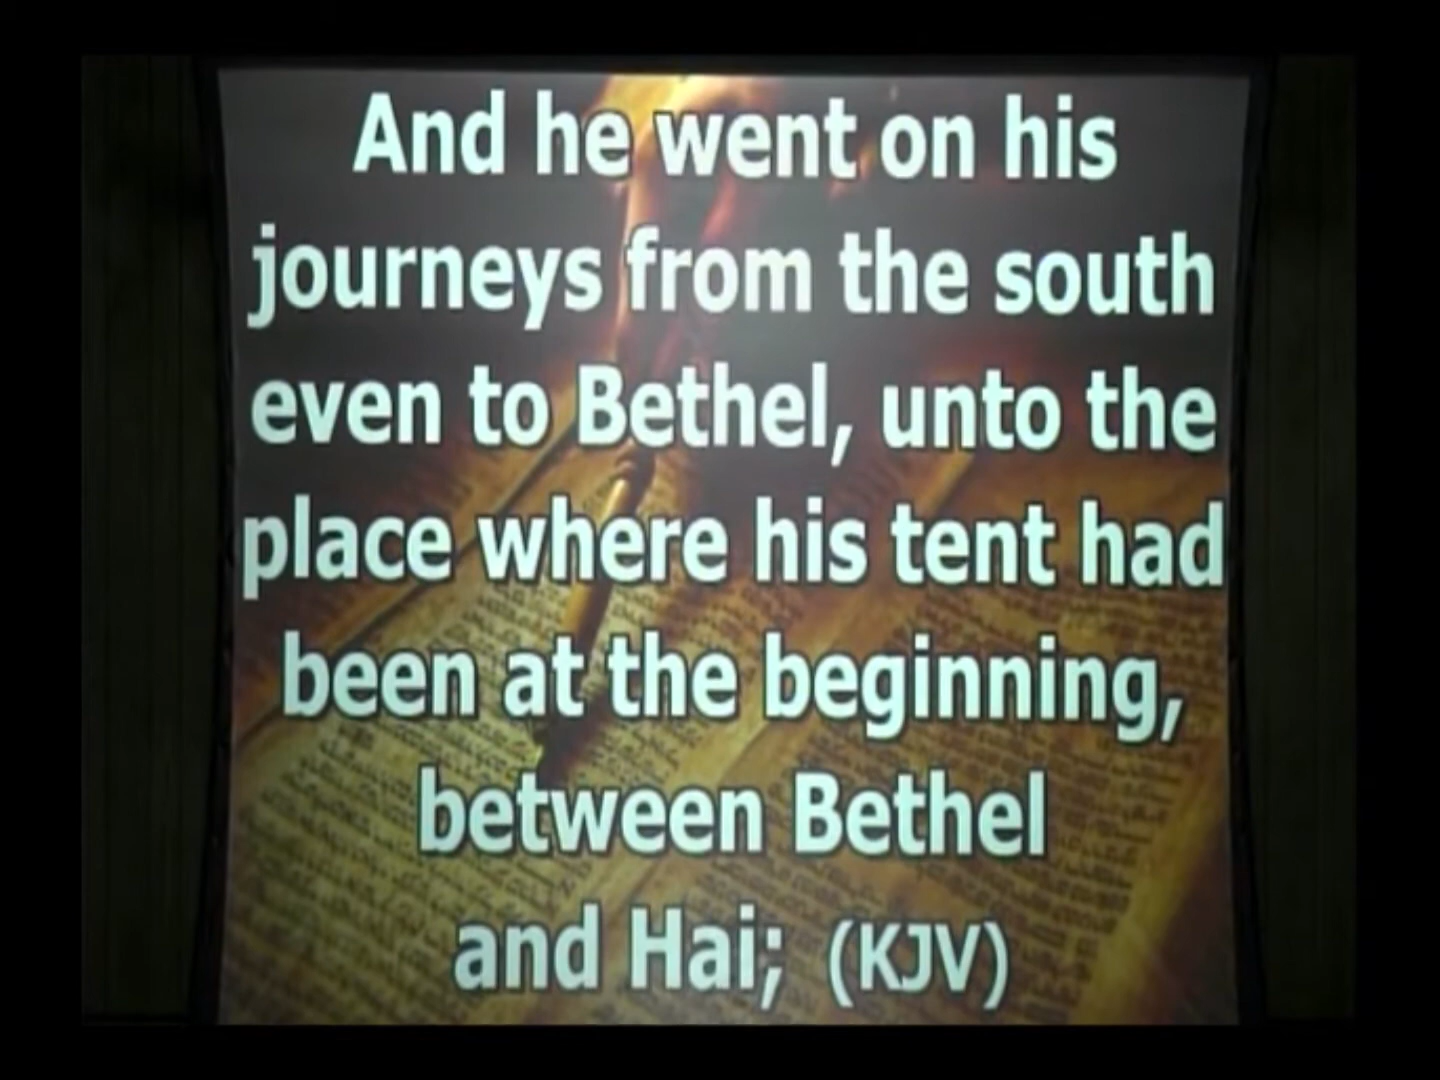 And he went on his
journeys from the south
even to Bethel, unto the
place where his tent had
been at the beginning,
between Bethel
and Hai; (KJV)